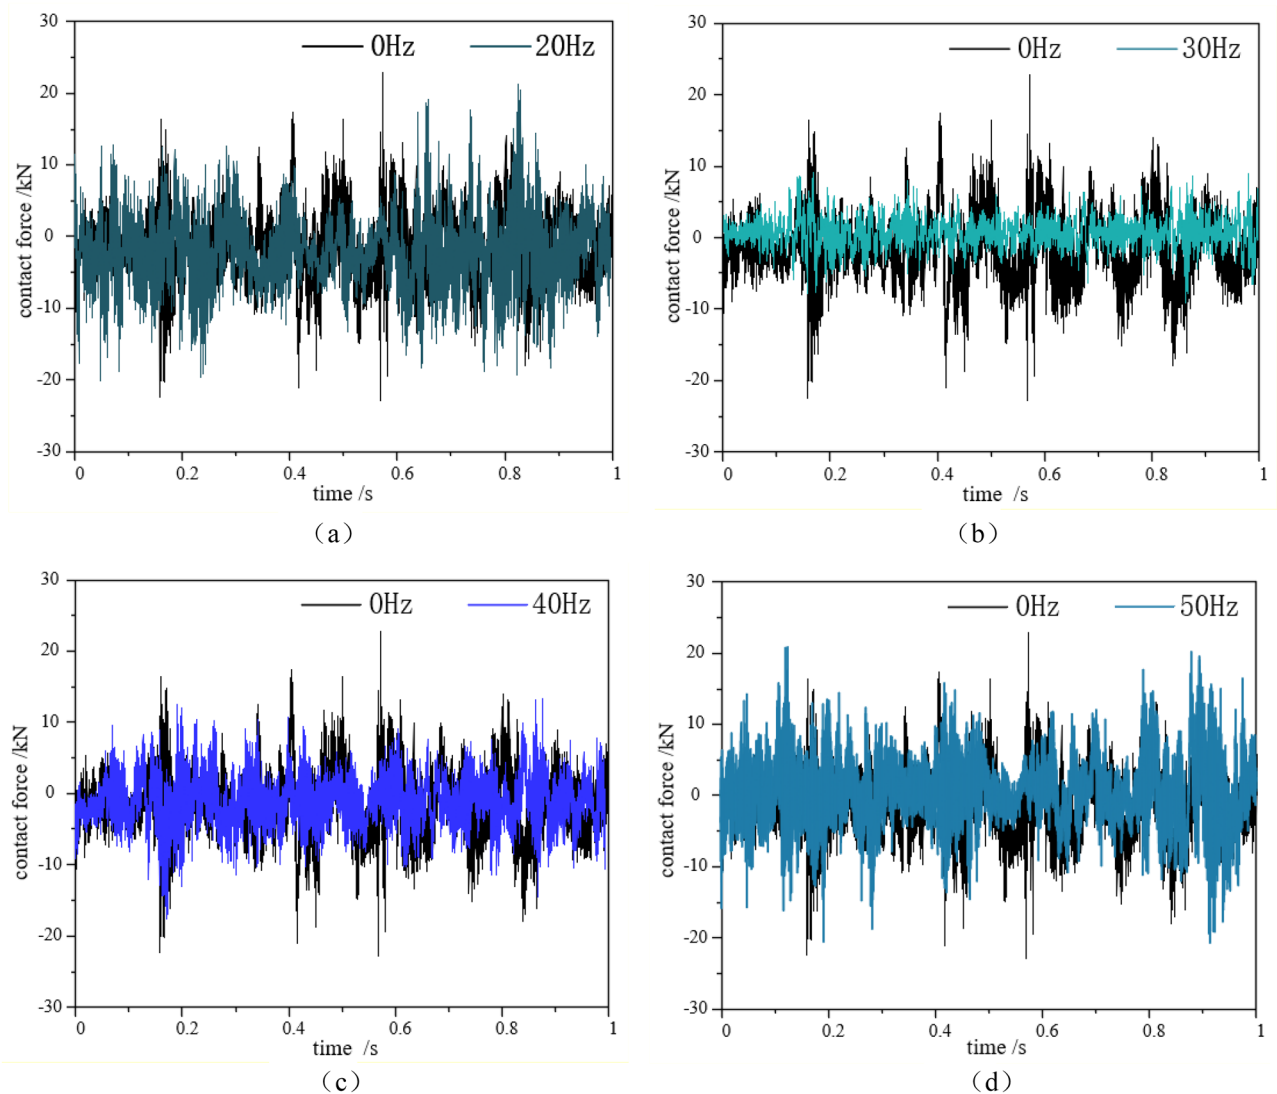 30
20
10
0
-10
-20
-30
contact force /kN
0Hz 20Hz
0 0.2 0.4 0.6 0.8 1
time /s
（a）
30
20
10
0
-10
-20
-30
contact force /kN
0Hz 30Hz
0 0.2 0.4 0.6 0.8 1
time /s
（b）
30
20
10
0
-10
-20
-30
contact force /kN
0Hz 40Hz
0 0.2 0.4 0.6 0.8 1
time /s
（c）
30
20
10
0
-10
-20
-30
contact force /kN
0Hz 50Hz
0 0.2 0.4 0.6 0.8 1
time /s
（d）